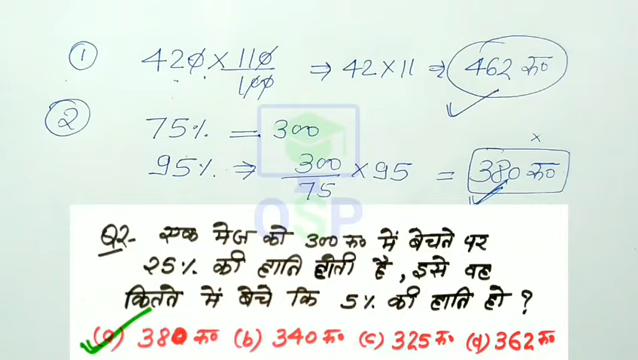 ① 420 × 110/100 ⇒ 42 × 11 ⇒ 462 रू०
② 75% = 300
95% ⇒ 300/75 × 95 = 380 रू०
x
QSP
Q2- एक मेज को 300 रू० में बेचने पर
25% की हानि होती है, इसे वह
कितने में बेचे कि 5% की हानि हो ?
(a) 380 रू० (b) 340 रू० (c) 325 रू० (d) 362 रू०